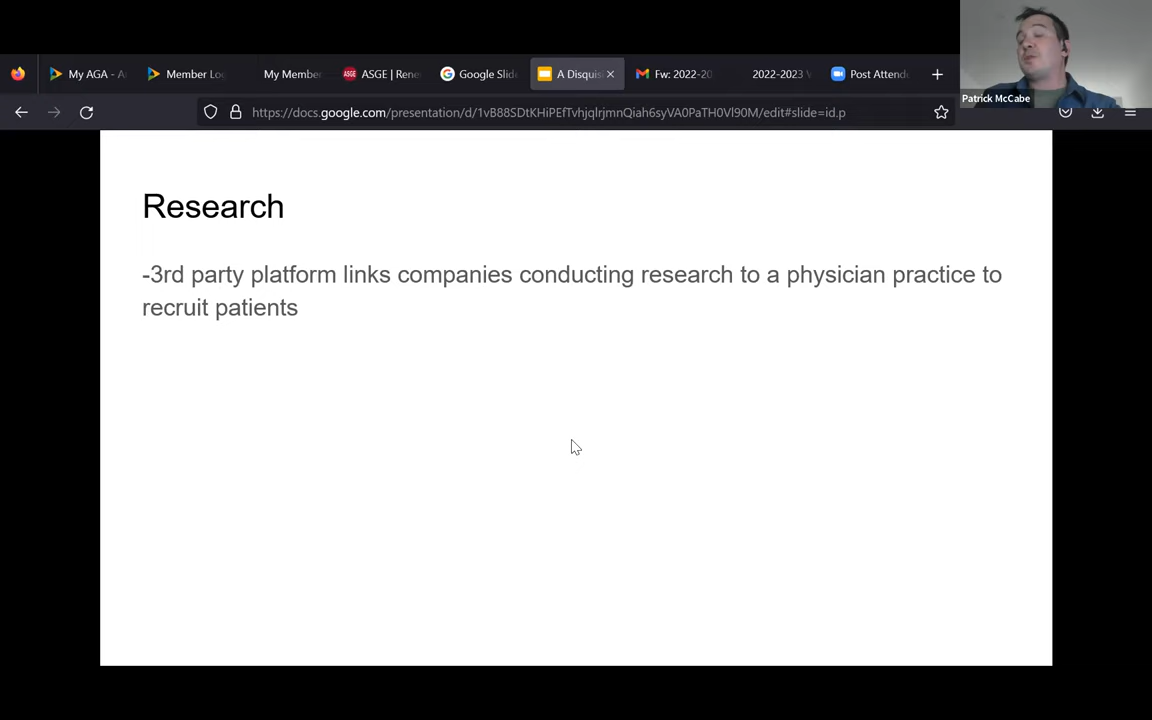 My AGA - A
Member Lo
My Member
ASGE ASGE | Rene
Google Slid
A Disquis
Fw: 2022-20
2022-2023
Post Attend
https://docs.google.com/presentation/d/1vB88SDtKHiPEfTvhjqlrjmnQiah6syVA0PaTH0Vl90M/edit#slide=id.p
Patrick McCabe
Research
-3rd party platform links companies conducting research to a physician practice to
recruit patients